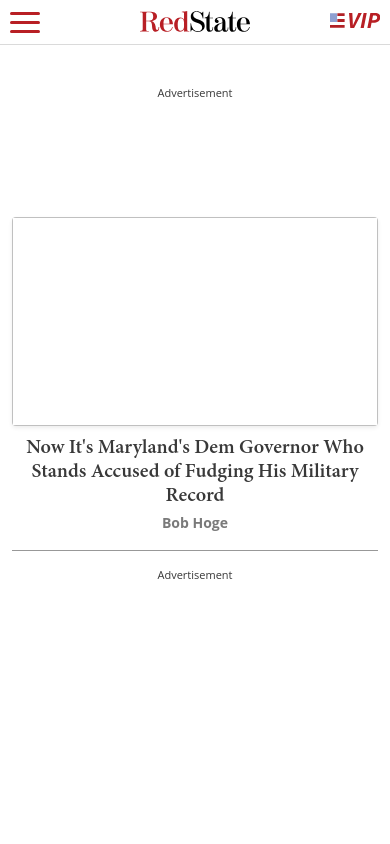 RedState
VIP
Advertisement
Now It's Maryland's Dem Governor Who
Stands Accused of Fudging His Military
Record
Bob Hoge
Advertisement